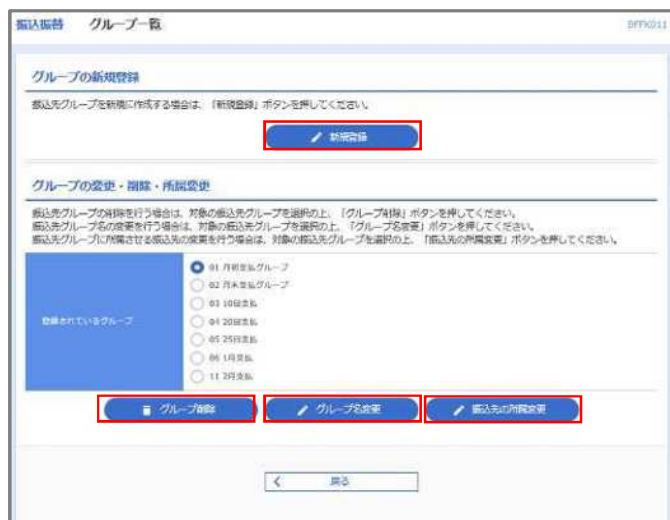 振込振替 グループ一覧 BFFK011
グループの新規登録
振込先グループを新規に作成する場合は、「新規登録」ボタンを押してください。
新規登録
グループの変更・削除・所属変更
振込先グループの削除を行う場合は、対象の振込先グループを選択の上、「グループ削除」ボタンを押してください。
振込先グループ名の変更を行う場合は、対象の振込先グループを選択の上、「グループ名変更」ボタンを押してください。
振込先グループに所属させる振込先の変更を行う場合は、対象の振込先グループを選択の上、「振込先の所属変更」ボタンを押してください。
登録されているグループ
01 月初支払グループ
02 月末支払グループ
03 10日支払
04 20日支払
05 25日支払
06 1月支払
11 2月支払
グループ削除 グループ名変更 振込先の所属変更
戻る